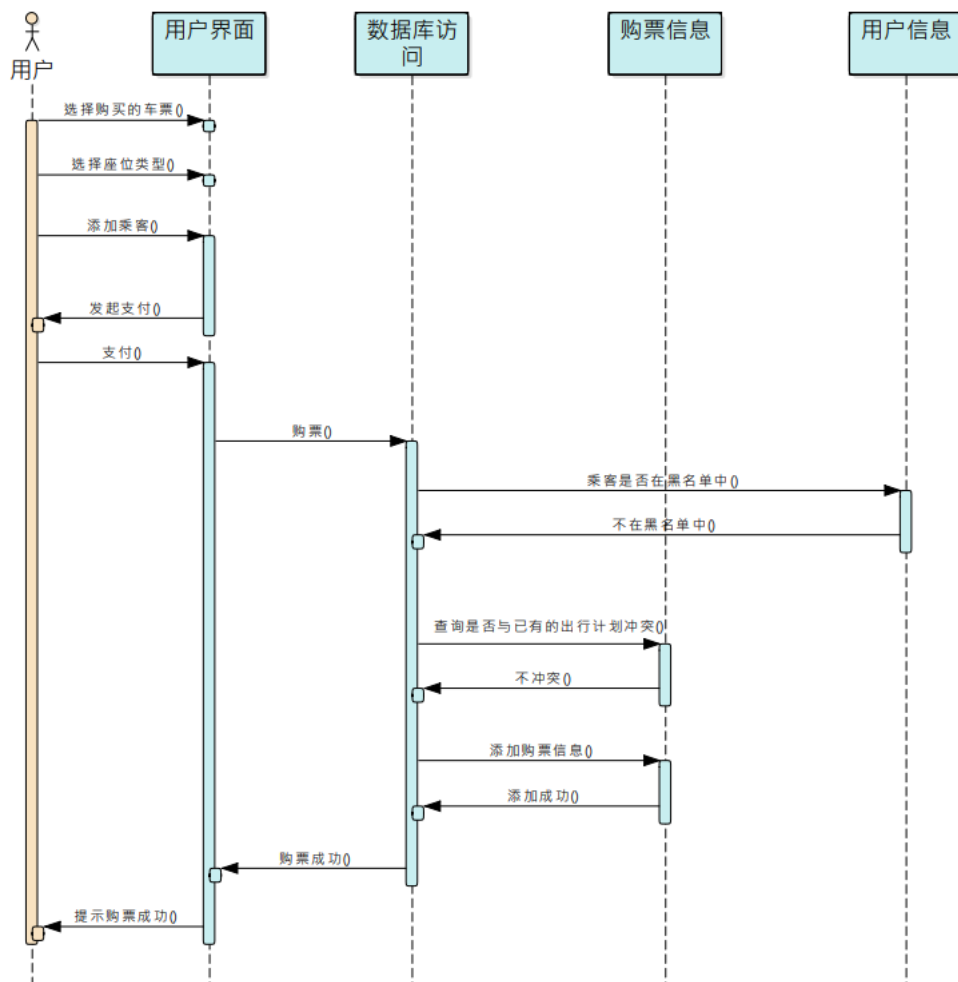 用户
用户界面
数据库访
问
购票信息
用户信息
选择购买的车票()
选择座位类型()
添加乘客()
发起支付()
支付()
购票()
乘客是否在黑名单中()
不在黑名单中()
查询是否与已有的出行计划冲突()
不冲突()
添加购票信息()
添加成功()
购票成功()
提示购票成功()